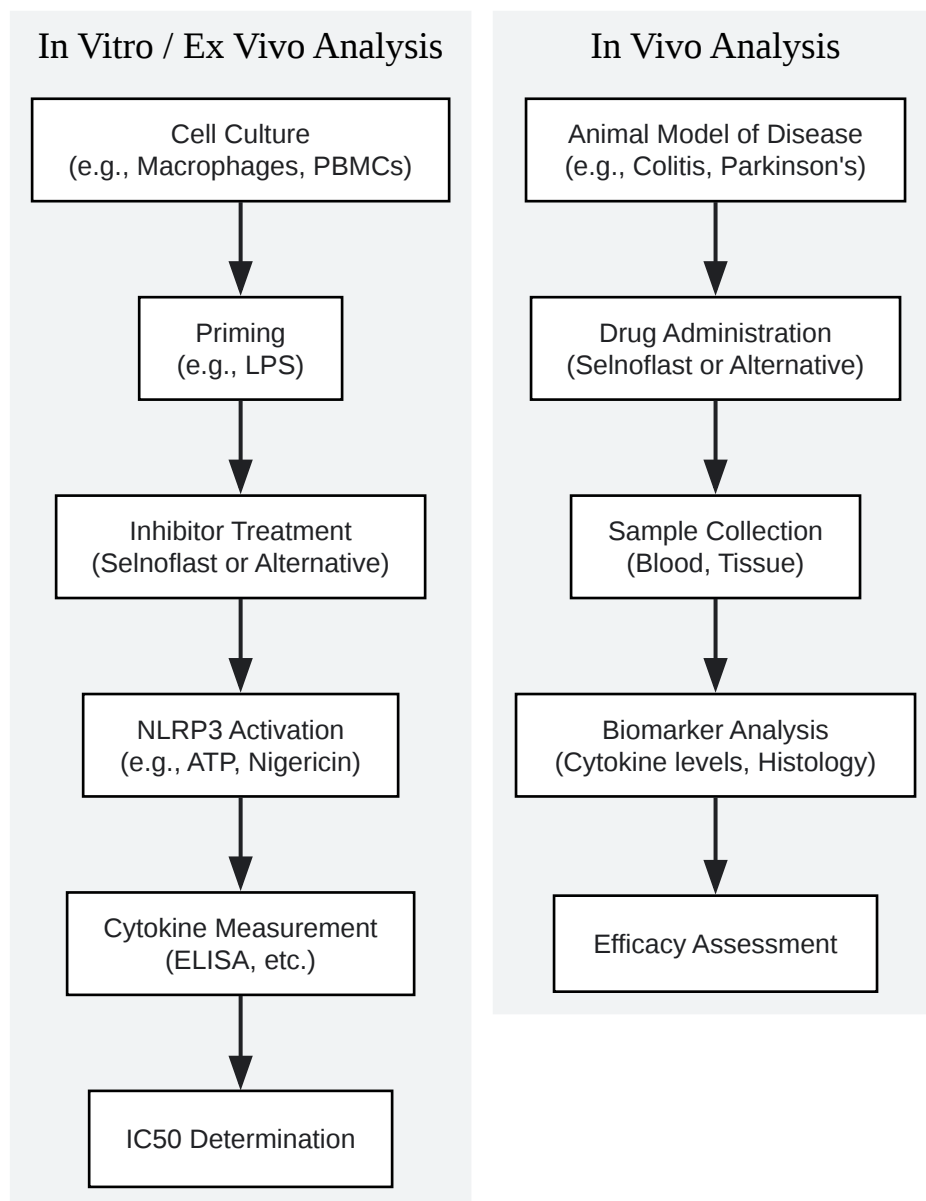 In Vitro / Ex Vivo Analysis
Cell Culture
(e.g., Macrophages, PBMCs)
Priming
(e.g., LPS)
Inhibitor Treatment
(Selnoflast or Alternative)
NLRP3 Activation
(e.g., ATP, Nigericin)
Cytokine Measurement
(ELISA, etc.)
IC50 Determination
In Vivo Analysis
Animal Model of Disease
(e.g., Colitis, Parkinson's)
Drug Administration
(Selnoflast or Alternative)
Sample Collection
(Blood, Tissue)
Biomarker Analysis
(Cytokine levels, Histology)
Efficacy Assessment